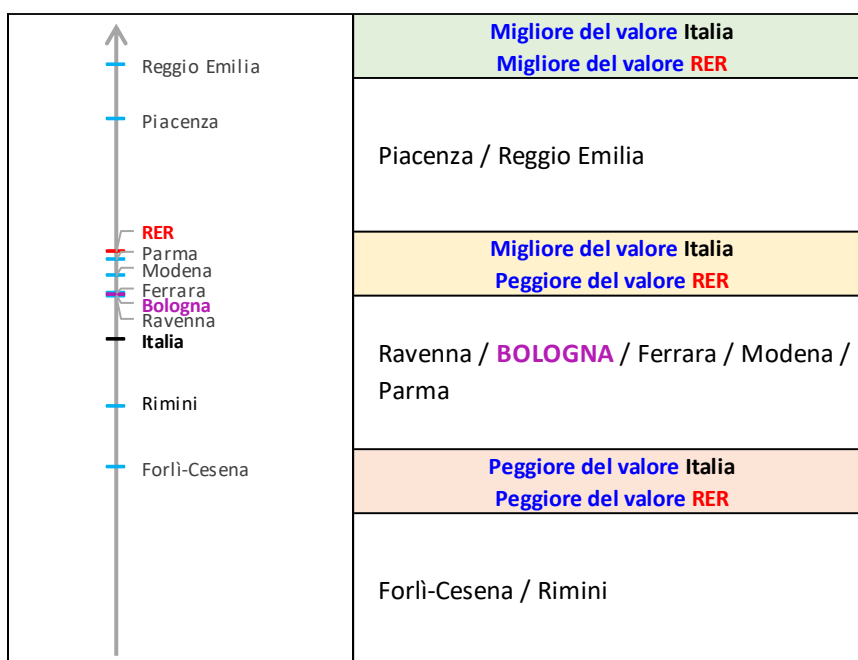 Reggio Emilia
Piacenza
RER
Parma
Modena
Ferrara
Bologna
Ravenna
Italia
Rimini
Forlì-Cesena
Migliore del valore Italia
Migliore del valore RER
Piacenza / Reggio Emilia
Migliore del valore Italia
Peggiore del valore RER
Ravenna / BOLOGNA / Ferrara / Modena /
Parma
Peggiore del valore Italia
Peggiore del valore RER
Forlì-Cesena / Rimini